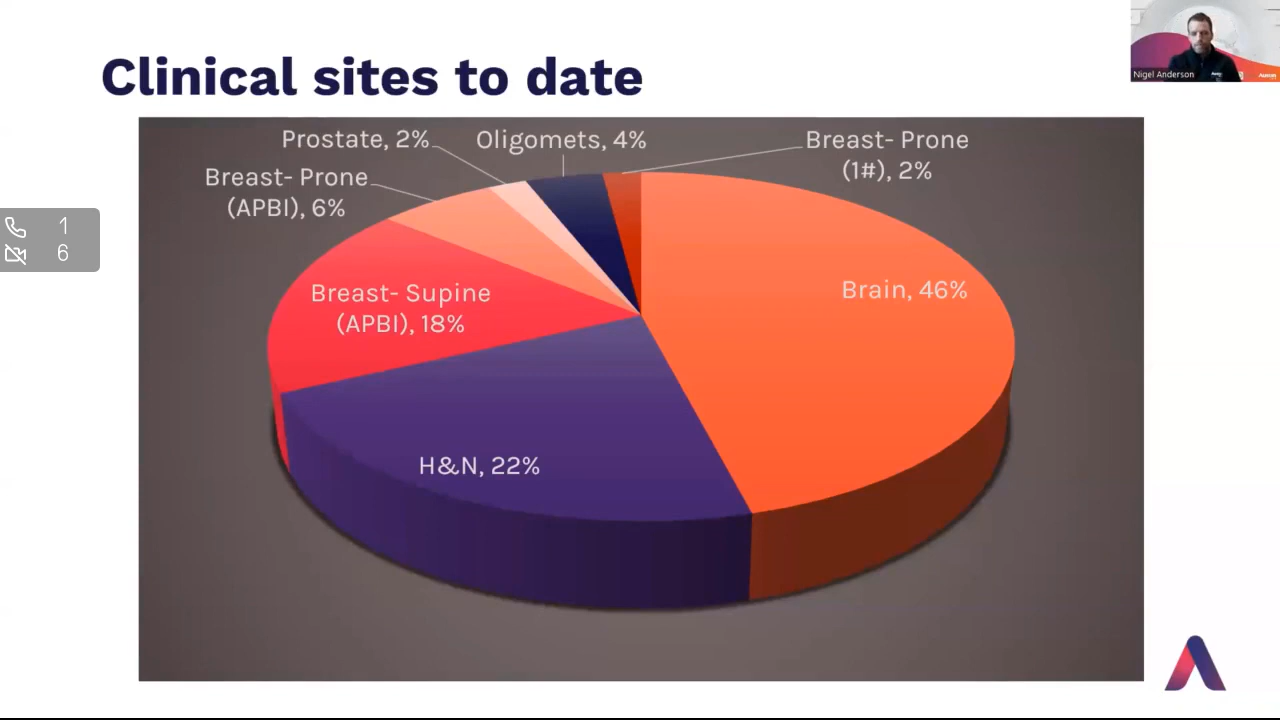 Clinical sites to date
Nigel Anderson
Prostate, 2%
Oligomets, 4%
Breast- Prone
(1#), 2%
Breast- Prone
(APBI), 6%
1
6
Breast- Supine
(APBI), 18%
Brain, 46%
H&N, 22%